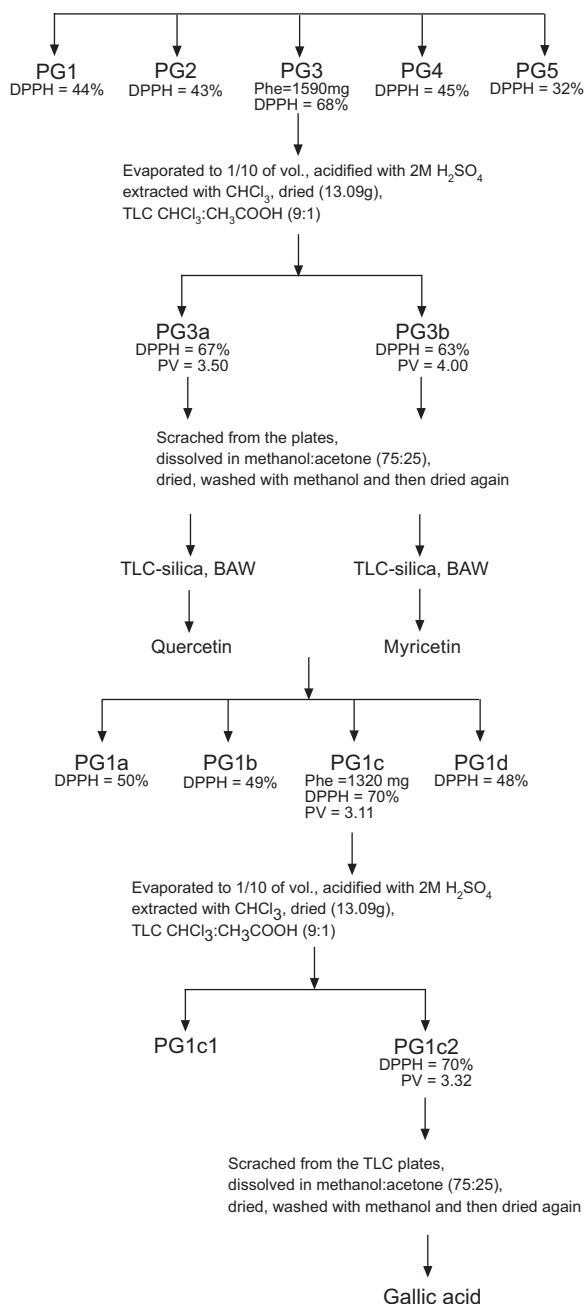 PG1 PG2 PG3 PG4 PG5
DPPH = 44% DPPH = 43% Phe=1590mg DPPH = 45% DPPH = 32%
DPPH = 68%
Evaporated to 1/10 of vol., acidified with 2M H₂SO₄
extracted with CHCl₃, dried (13.09g),
TLC CHCl₃:CH₃COOH (9:1)
PG3a PG3b
DPPH = 67% DPPH = 63%
PV = 3.50 PV = 4.00
Scrached from the plates,
dissolved in methanol:acetone (75:25),
dried, washed with methanol and then dried again
TLC-silica, BAW TLC-silica, BAW
Quercetin Myricetin
PG1a PG1b PG1c PG1d
DPPH = 50% DPPH = 49% Phe =1320 mg DPPH = 48%
DPPH = 70%
PV = 3.11
Evaporated to 1/10 of vol., acidified with 2M H₂SO₄
extracted with CHCl₃, dried (13.09g),
TLC CHCl₃:CH₃COOH (9:1)
PG1c1 PG1c2
DPPH = 70%
PV = 3.32
Scrached from the TLC plates,
dissolved in methanol:acetone (75:25),
dried, washed with methanol and then dried again
Gallic acid